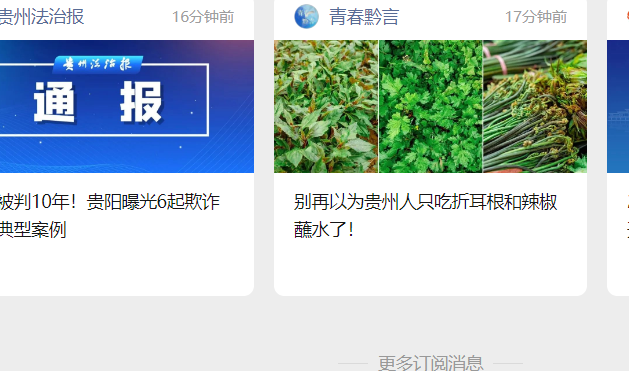 贵州法治报
16分钟前
贵州法治报
通 报
被判10年！贵阳曝光6起欺诈
典型案例
青春黔言
17分钟前
别再以为贵州人只吃折耳根和辣椒
蘸水了！
更多订阅消息